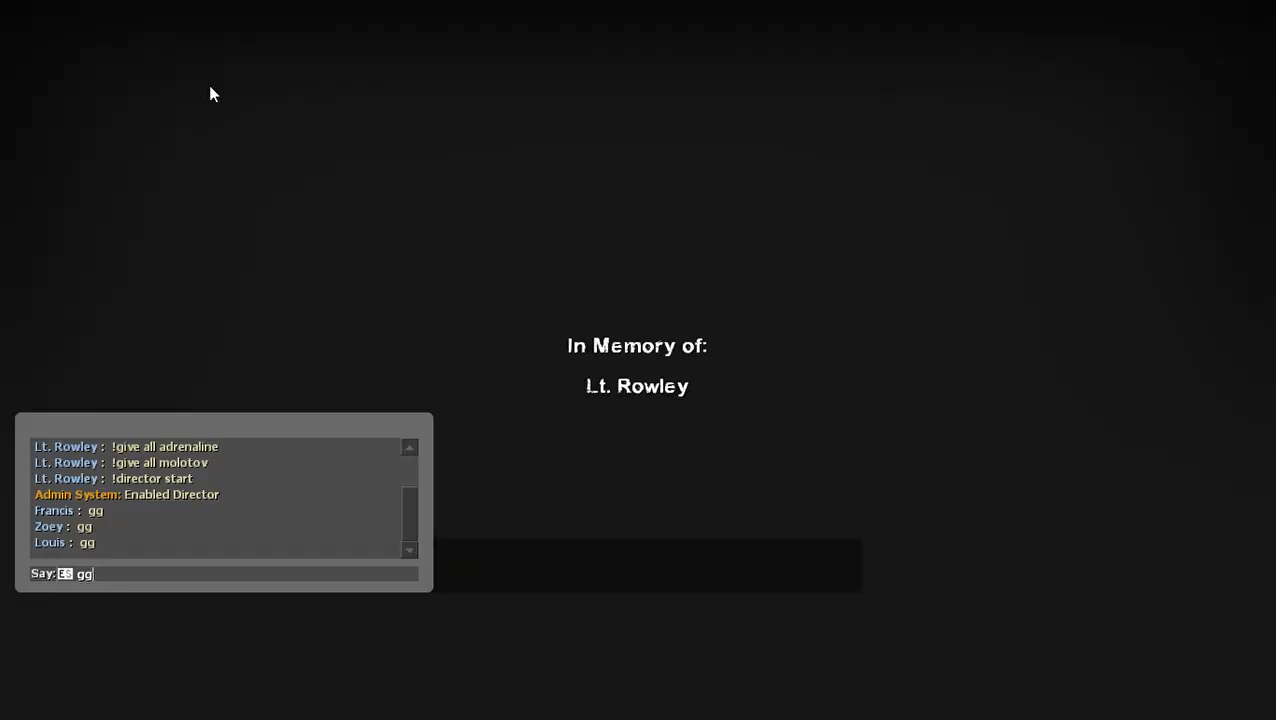 In Memory of:
Lt. Rowley
Lt. Rowley : !give all adrenaline
Lt. Rowley : !give all molotov
Lt. Rowley : !director start
Admin System: Enabled Director
Francis : gg
Zoey : gg
Louis : gg
Say: ES gg